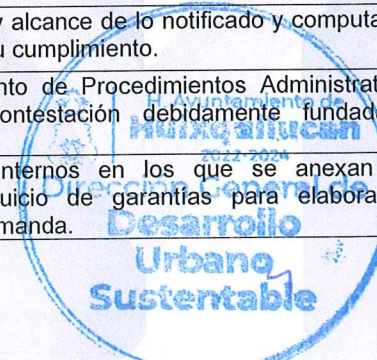 y alcance de lo notificado y computa
u cumplimiento.
nto de Procedimientos Administrat
ontestación debidamente fundad
H. Ayuntamiento de
Huixquilucan
2022-2024
nternos en los que se anexan
uicio de garantías para elabora
manda.
Dirección General de
Desarrollo
Urbano
Sustentable